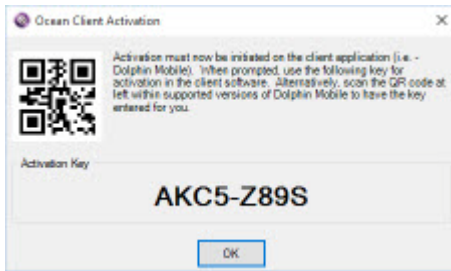 Ocean Client Activation
Activation must now be initiated on the client application (i.e. -
Dolphin Mobile). When prompted, use the following key for
activation in the client software. Alternatively, scan the QR code at
left within supported versions of Dolphin Mobile to have the key
entered for you.
Activation Key
AKC5-Z89S
OK